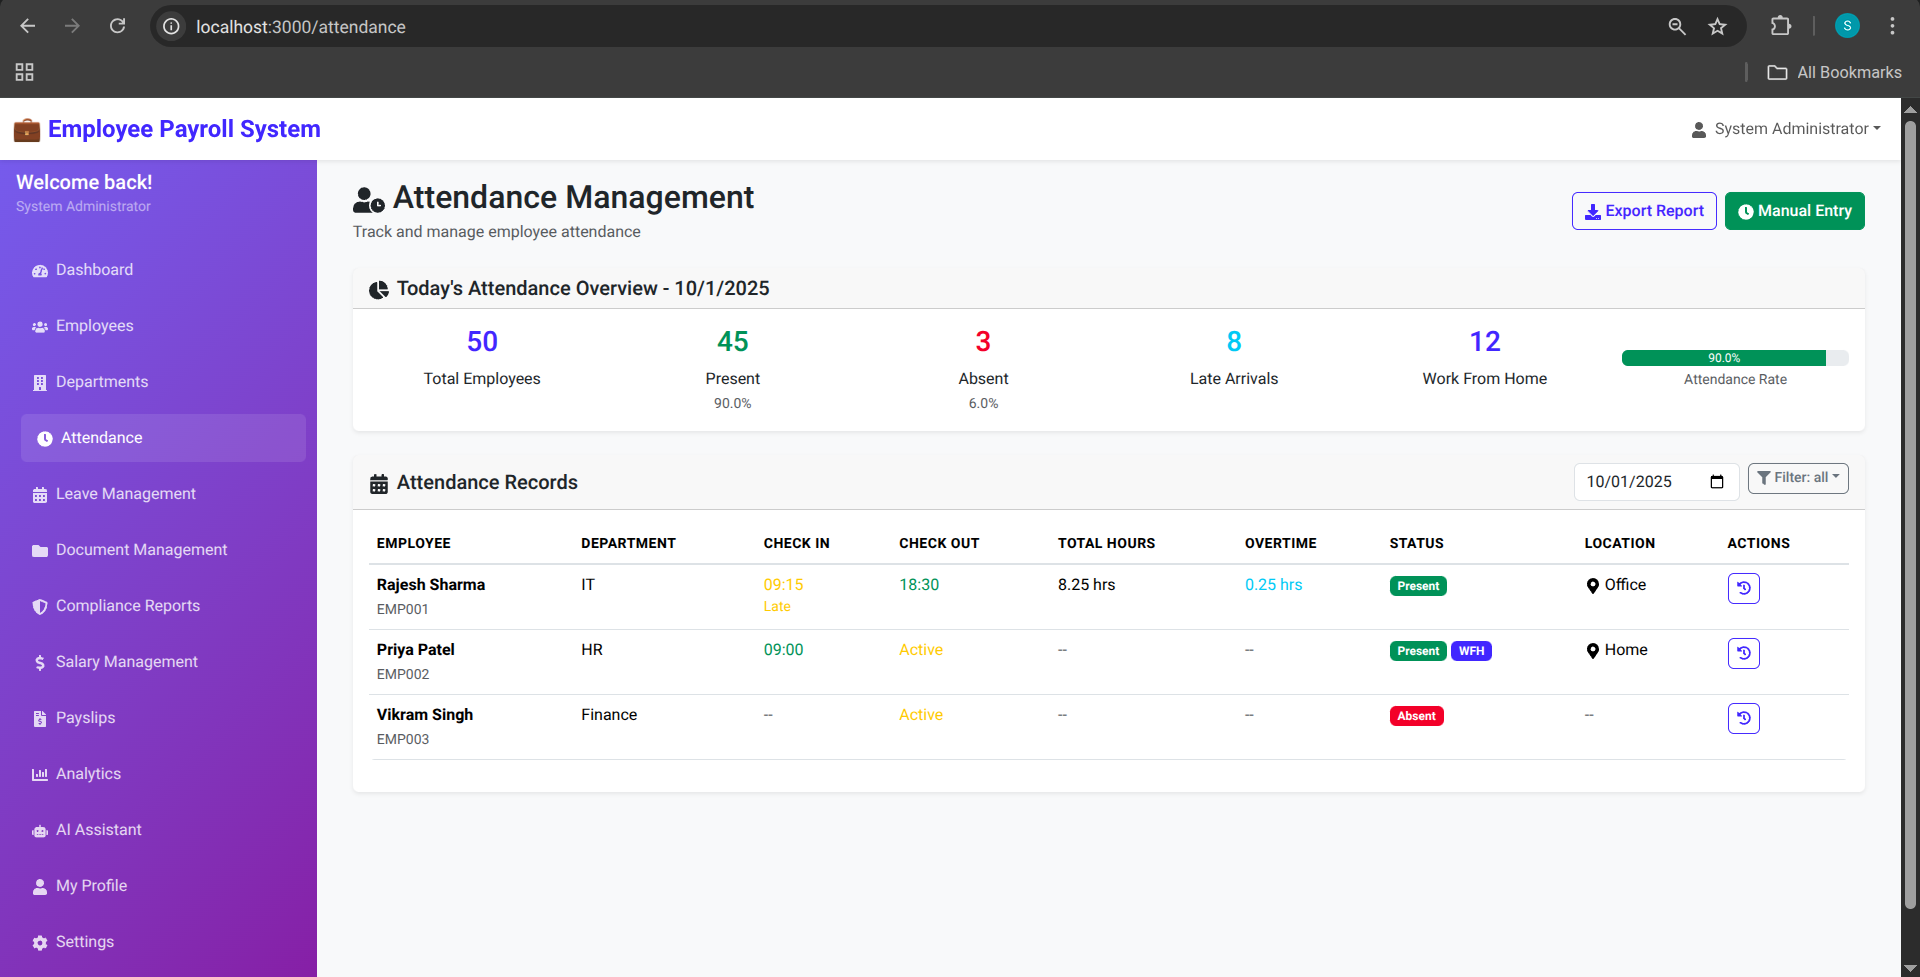 localhost:3000/attendance
S
All Bookmarks
Employee Payroll System
System Administrator
Welcome back!
System Administrator
Dashboard
Employees
Departments
Attendance
Leave Management
Document Management
Compliance Reports
Salary Management
Payslips
Analytics
AI Assistant
My Profile
Settings
Attendance Management
Track and manage employee attendance
Export Report
Manual Entry
Today's Attendance Overview - 10/1/2025
50
Total Employees
45
Present
90.0%
3
Absent
6.0%
8
Late Arrivals
12
Work From Home
90.0%
Attendance Rate
Attendance Records
10/01/2025
Filter: all
EMPLOYEE DEPARTMENT CHECK IN CHECK OUT TOTAL HOURS OVERTIME STATUS LOCATION ACTIONS
Rajesh Sharma IT 09:15 18:30 8.25 hrs 0.25 hrs Present Office
EMP001 Late
Priya Patel HR 09:00 Active -- -- Present WFH Home
EMP002
Vikram Singh Finance -- Active -- -- Absent --
EMP003